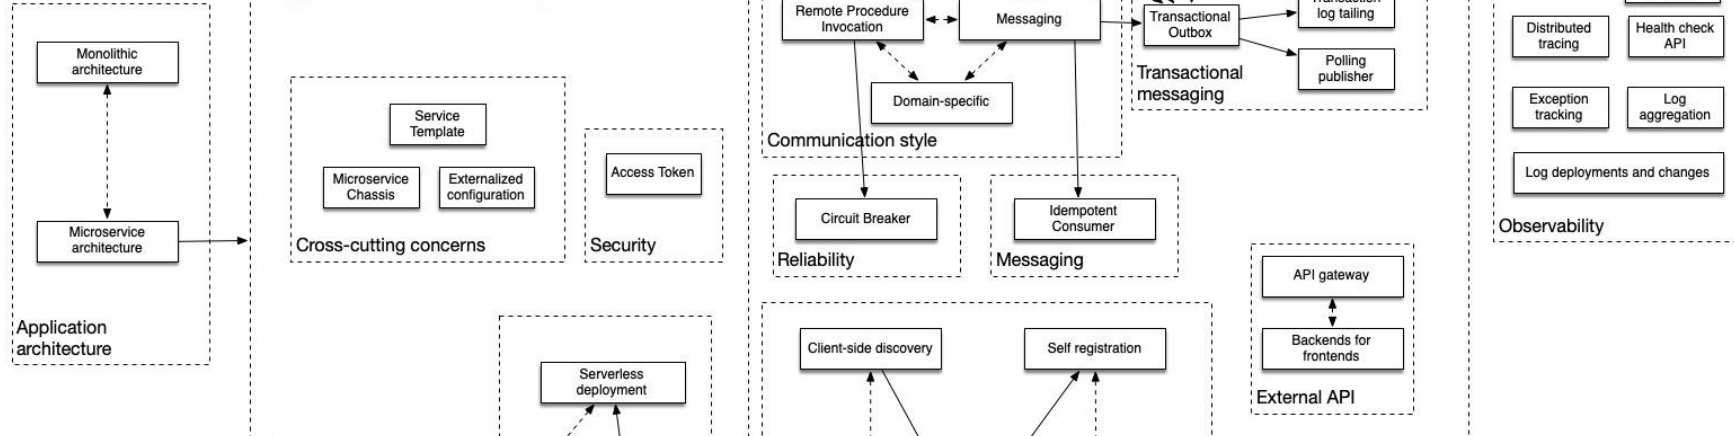 Monolithic
architecture
Microservice
architecture
Application
architecture
Service
Template
Microservice
Chassis
Externalized
configuration
Cross-cutting concerns
Access Token
Security
Serverless
deployment
Remote Procedure
Invocation
Messaging
Domain-specific
Communication style
Transactional
Outbox
Transaction
log tailing
Polling
publisher
Transactional
messaging
Circuit Breaker
Reliability
Idempotent
Consumer
Messaging
Client-side discovery
Self registration
API gateway
Backends for
frontends
External API
Distributed
tracing
Health check
API
Exception
tracking
Log
aggregation
Log deployments and changes
Observability